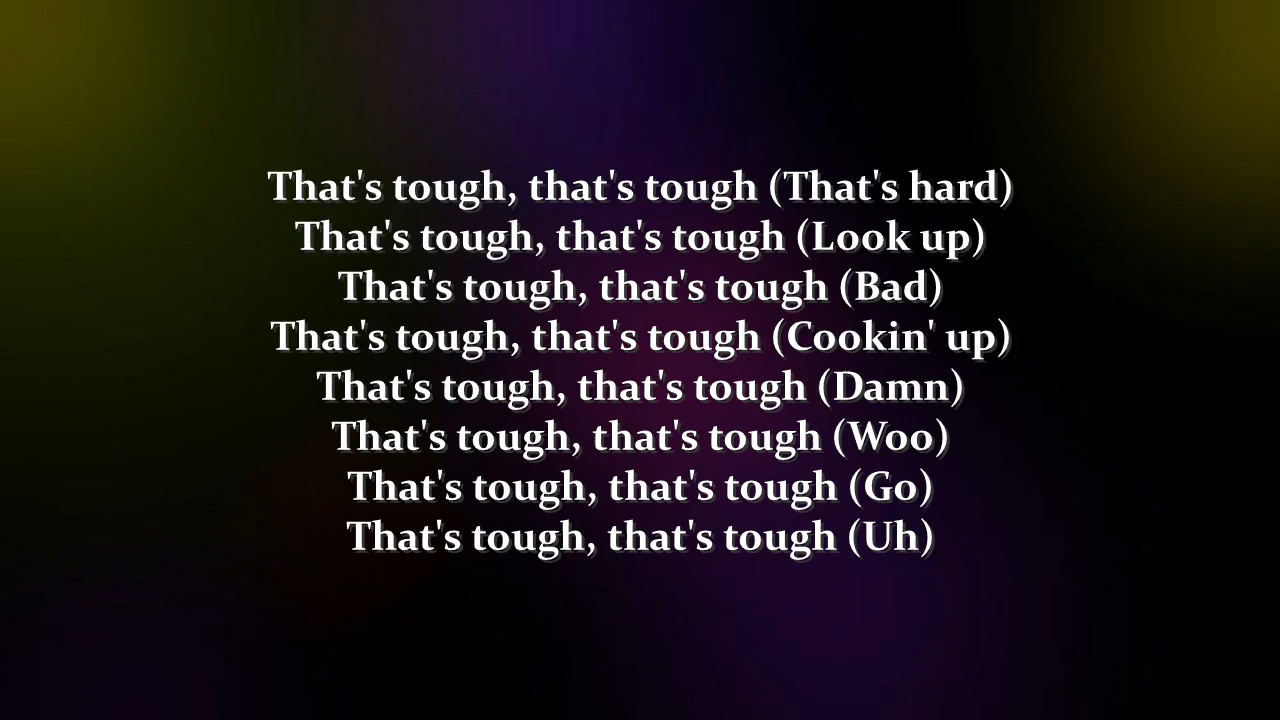 That's tough, that's tough (That's hard)
That's tough, that's tough (Look up)
That's tough, that's tough (Bad)
That's tough, that's tough (Cookin' up)
That's tough, that's tough (Damn)
That's tough, that's tough (Woo)
That's tough, that's tough (Go)
That's tough, that's tough (Uh)